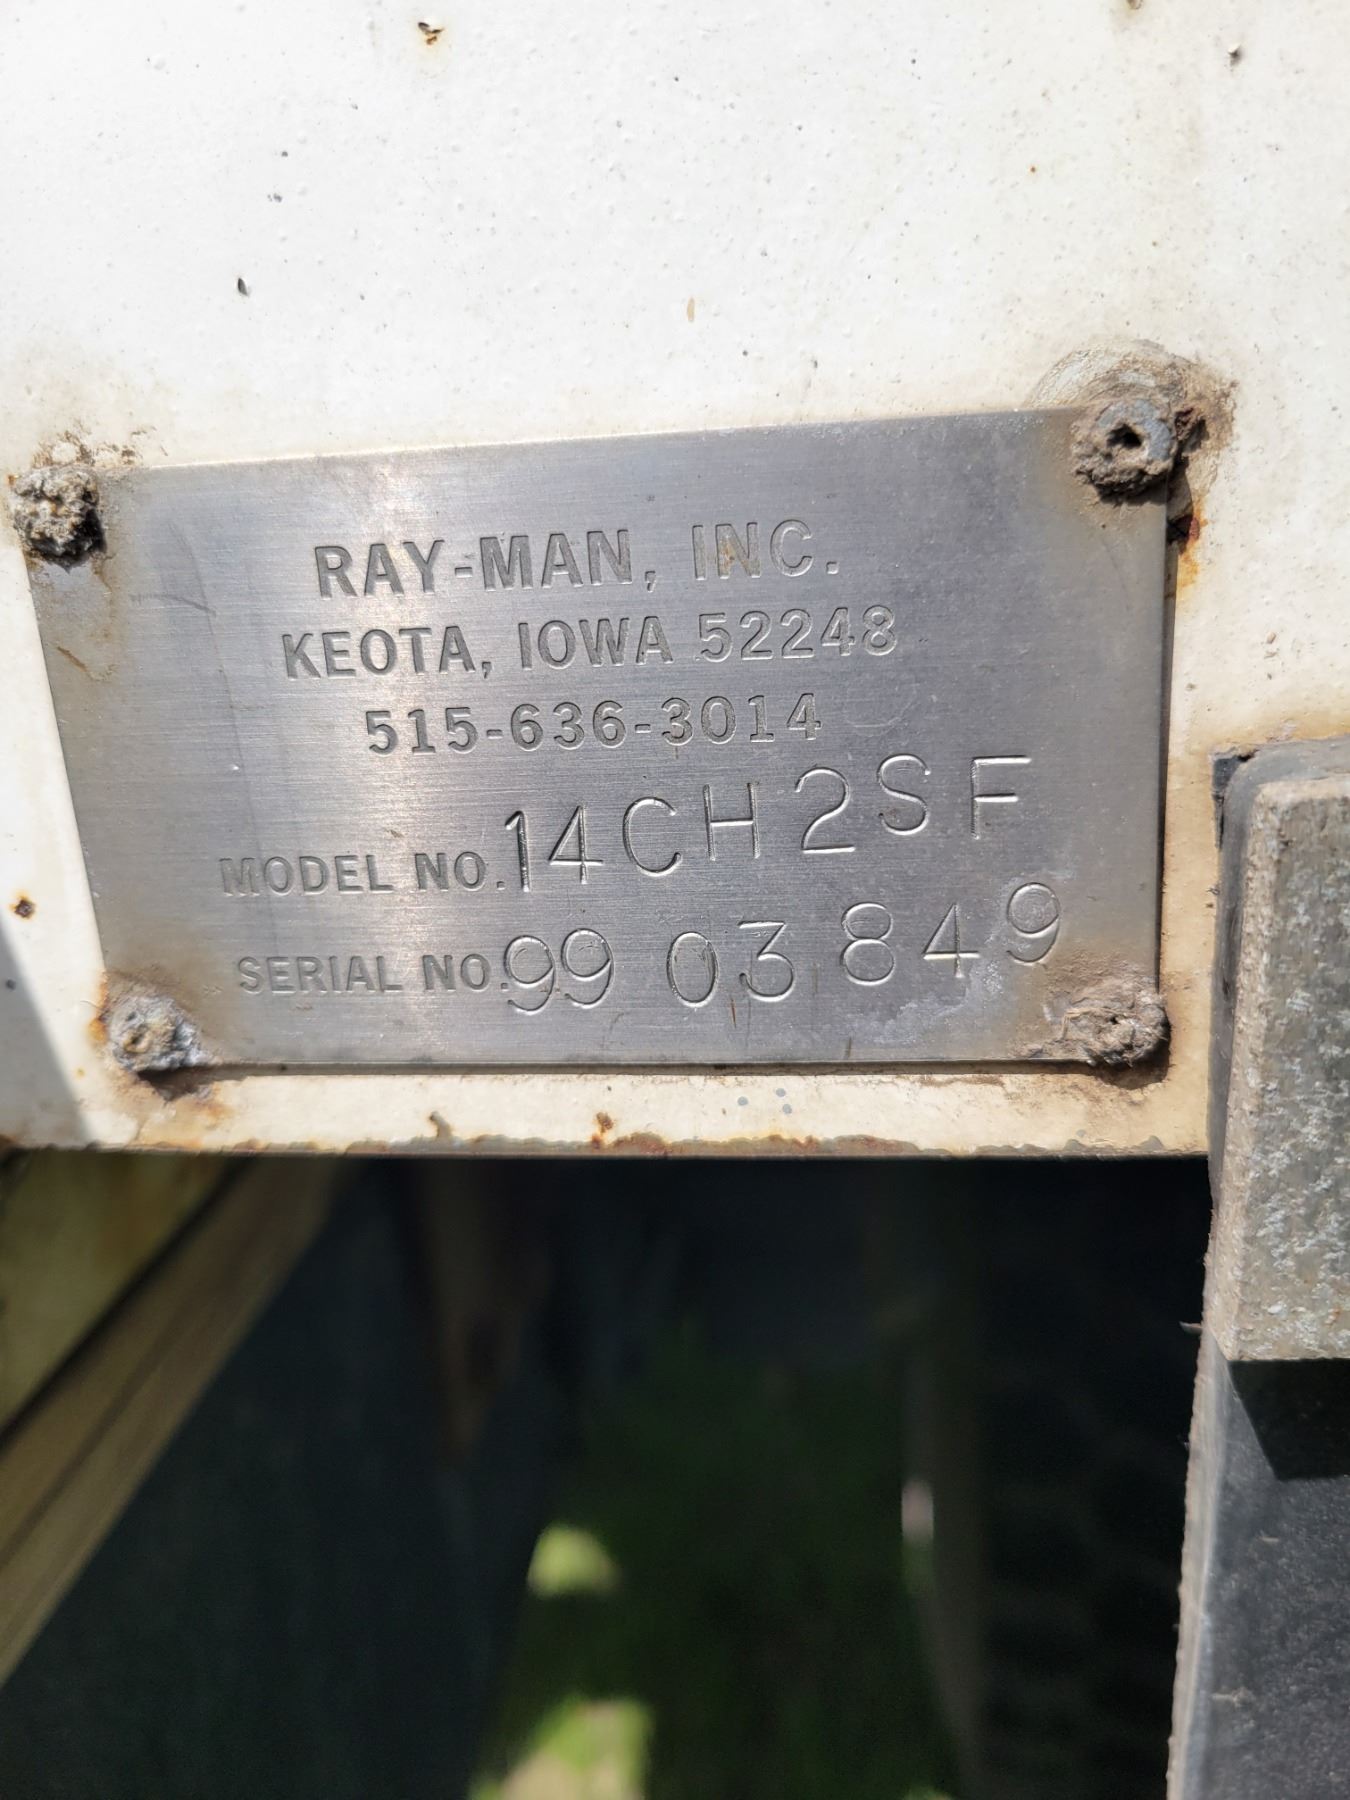 RAY-MAN, INC.
KEOTA, IOWA 52248
515-636-3014
MODEL NO. 14CH2SF
SERIAL NO. 99 03 849